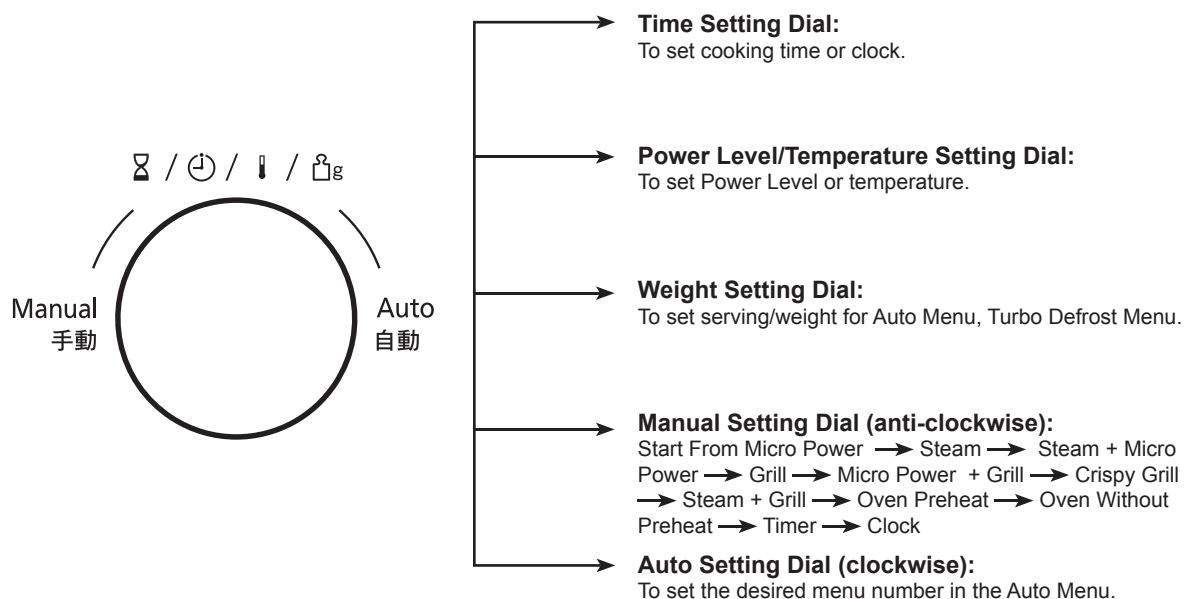 Time Setting Dial:
To set cooking time or clock.
Power Level/Temperature Setting Dial:
To set Power Level or temperature.
/ / / g
Manual
手動
Auto
自動
Weight Setting Dial:
To set serving/weight for Auto Menu, Turbo Defrost Menu.
Manual Setting Dial (anti-clockwise):
Start From Micro Power → Steam → Steam + Micro
Power → Grill → Micro Power + Grill → Crispy Grill
→ Steam + Grill → Oven Preheat → Oven Without
Preheat → Timer → Clock
Auto Setting Dial (clockwise):
To set the desired menu number in the Auto Menu.